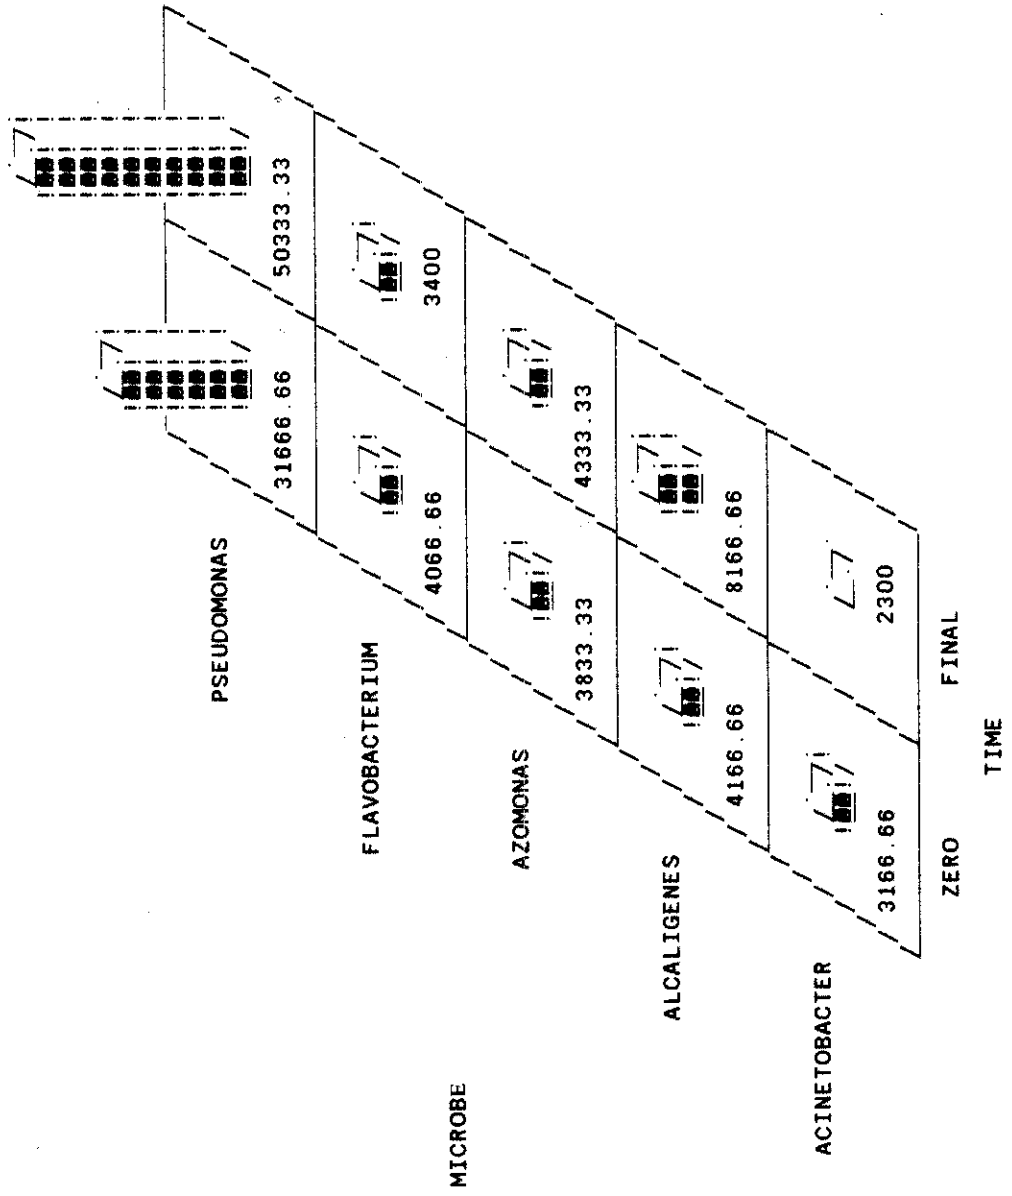 PSEUDOMONAS
31666.66 50333.33
FLAVOBACTERIUM
4066.66 3400
AZOMONAS
3833.33 4333.33
MICROBE
ALCALIGENES
4166.66 8166.66
ACINETOBACTER
3166.66 2300
ZERO FINAL
TIME